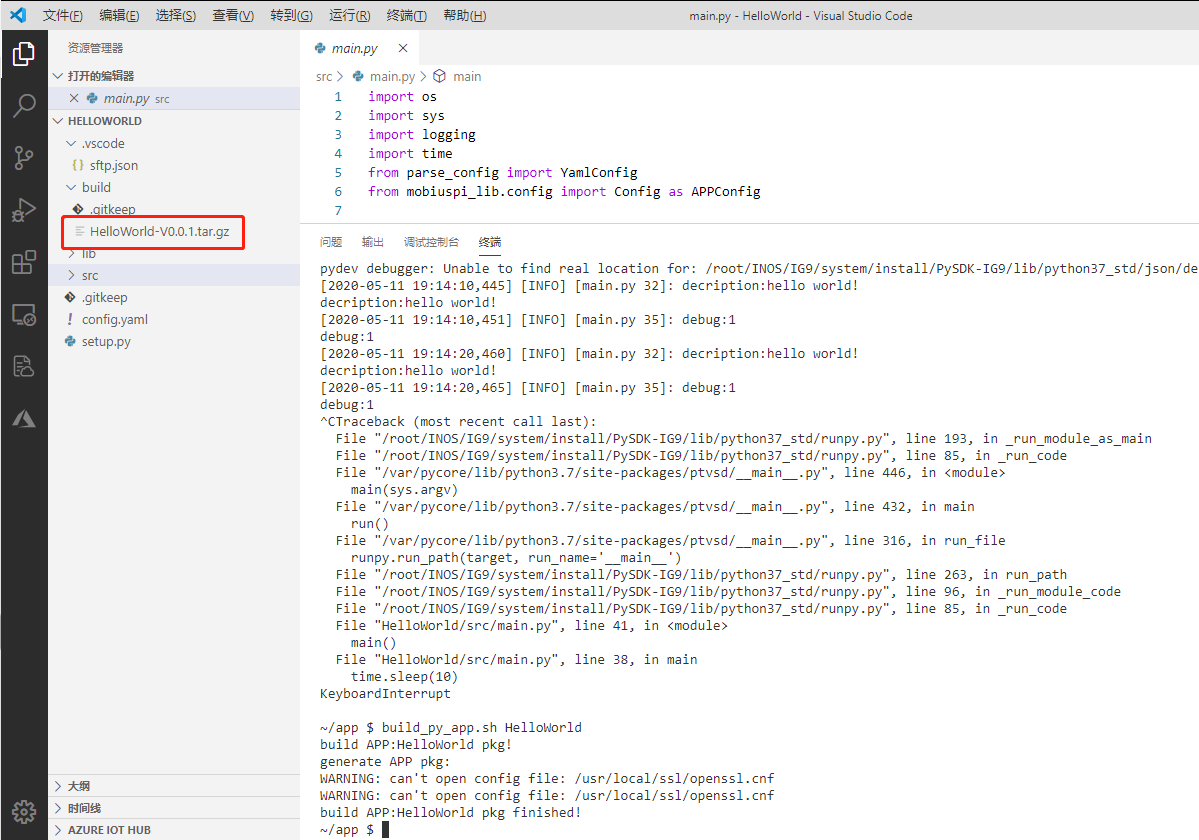 文件(F) 编辑(E) 选择(S) 查看(V) 转到(G) 运行(R) 终端(T) 帮助(H) main.py - HelloWorld - Visual Studio Code
资源管理器
打开的编辑器
main.py src
HELLOWORLD
.vscode
{} sftp.json
build
.gitkeep
HelloWorld-V0.0.1.tar.gz
lib
src
.gitkeep
! config.yaml
setup.py
大纲
时间线
AZURE IOT HUB
main.py
src > main.py > main
1 import os
2 import sys
3 import logging
4 import time
5 from parse_config import YamlConfig
6 from mobiuspi_lib.config import Config as APPConfig
7
问题 输出 调试控制台 终端
pydev debugger: Unable to find real location for: /root/INOS/IG9/system/install/PySDK-IG9/lib/python37_std/json/de
[2020-05-11 19:14:10,445] [INFO] [main.py 32]: decription:hello world!
decription:hello world!
[2020-05-11 19:14:10,451] [INFO] [main.py 35]: debug:1
debug:1
[2020-05-11 19:14:20,460] [INFO] [main.py 32]: decription:hello world!
decription:hello world!
[2020-05-11 19:14:20,465] [INFO] [main.py 35]: debug:1
debug:1
^CTraceback (most recent call last):
File "/root/INOS/IG9/system/install/PySDK-IG9/lib/python37_std/runpy.py", line 193, in _run_module_as_main
File "/root/INOS/IG9/system/install/PySDK-IG9/lib/python37_std/runpy.py", line 85, in _run_code
File "/var/pycore/lib/python3.7/site-packages/ptvsd/__main__.py", line 446, in <module>
main(sys.argv)
File "/var/pycore/lib/python3.7/site-packages/ptvsd/__main__.py", line 432, in main
run()
File "/var/pycore/lib/python3.7/site-packages/ptvsd/__main__.py", line 316, in run_file
runpy.run_path(target, run_name='__main__')
File "/root/INOS/IG9/system/install/PySDK-IG9/lib/python37_std/runpy.py", line 263, in run_path
File "/root/INOS/IG9/system/install/PySDK-IG9/lib/python37_std/runpy.py", line 96, in _run_module_code
File "/root/INOS/IG9/system/install/PySDK-IG9/lib/python37_std/runpy.py", line 85, in _run_code
File "HelloWorld/src/main.py", line 41, in <module>
main()
File "HelloWorld/src/main.py", line 38, in main
time.sleep(10)
KeyboardInterrupt
~/app $ build_py_app.sh HelloWorld
build APP:HelloWorld pkg!
generate APP pkg:
WARNING: can't open config file: /usr/local/ssl/openssl.cnf
WARNING: can't open config file: /usr/local/ssl/openssl.cnf
build APP:HelloWorld pkg finished!
~/app $